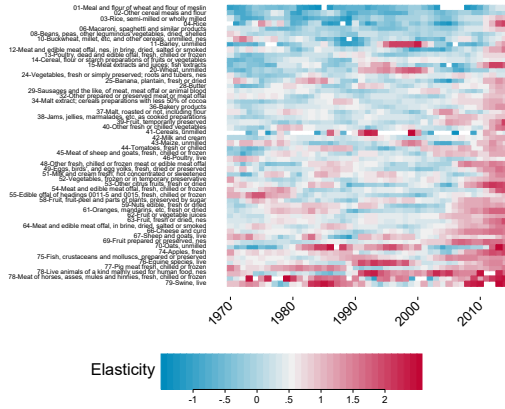 01-Meal and flour of wheat and flour of meslin
02-Other cereal meals and flour
03-Rice, semi-milled or wholly milled
04-Rice
06-Macaroni, spaghetti and similar products
08-Beans, peas, other leguminous vegetables, dried, shelled
10-Buckwheat, millet, etc, and other cereals, unmilled, nes
11-Barley, unmilled
12-Meat and edible meat offal, nes, in brine, dried, salted or smoked
13-Poultry, dead and edible offal, fresh, chilled or frozen
14-Cereal, flour or starch preparations of fruits or vegetables
15-Meat extracts and juices; fish extracts
20-Wheat, unmilled
24-Vegetables, fresh or simply preserved; roots and tubers, nes
25-Banana, plantain, fresh or dried
28-Butter
29-Sausages and the like, of meat, meat offal or animal blood
32-Other prepared or preserved meat or meat offal
34-Malt extract; cereals preparations with less 50% of cocoa
36-Bakery products
37-Malt, roasted or not, including flour
38-Jams, jellies, marmalades, etc, as cooked preparations
39-Fruit, temporarily preserved
40-Other fresh or chilled vegetables
41-Cereals, unmilled
42-Milk and cream
43-Maize, unmilled
44-Tomatoes, fresh or chilled
45-Meat of sheep and goats, fresh, chilled or frozen
46-Poultry, live
48-Other fresh, chilled or frozen meat or edible meat offal
49-Eggs, birds', and egg yolks, fresh, dried or preserved
51-Milk and cream fresh, not concentrated or sweetened
52-Vegetables, frozen or in temporary preservative
53-Other citrus fruits, fresh or dried
54-Meat and edible meat offal, fresh, chilled or frozen
55-Edible offal of headings 0011-5 and 0015, fresh, chilled or frozen
58-Fruit, fruit-peel and parts of plants, preserved by sugar
59-Nuts edible, fresh or dried
61-Oranges, mandarins, etc, fresh or dried
62-Fruit or vegetable juices
63-Fruit, fresh or dried, nes
64-Meat and edible meat offal, in brine, dried, salted or smoked
66-Cheese and curd
67-Sheep and goats, live
69-Fruit prepared or preserved, nes
70-Oats, unmilled
74-Apples, fresh
75-Fish, crustaceans and molluscs, prepared or preserved
76-Equine species, live
77-Pig meat fresh, chilled or frozen
78-Live animals of a kind mainly used for human food, nes
78-Meat of horses, asses, mules and hinnies, fresh, chilled or frozen
79-Swine, live
1970 1980 1990 2000 2010
Elasticity
-1 -.5 0 .5 1 1.5 2